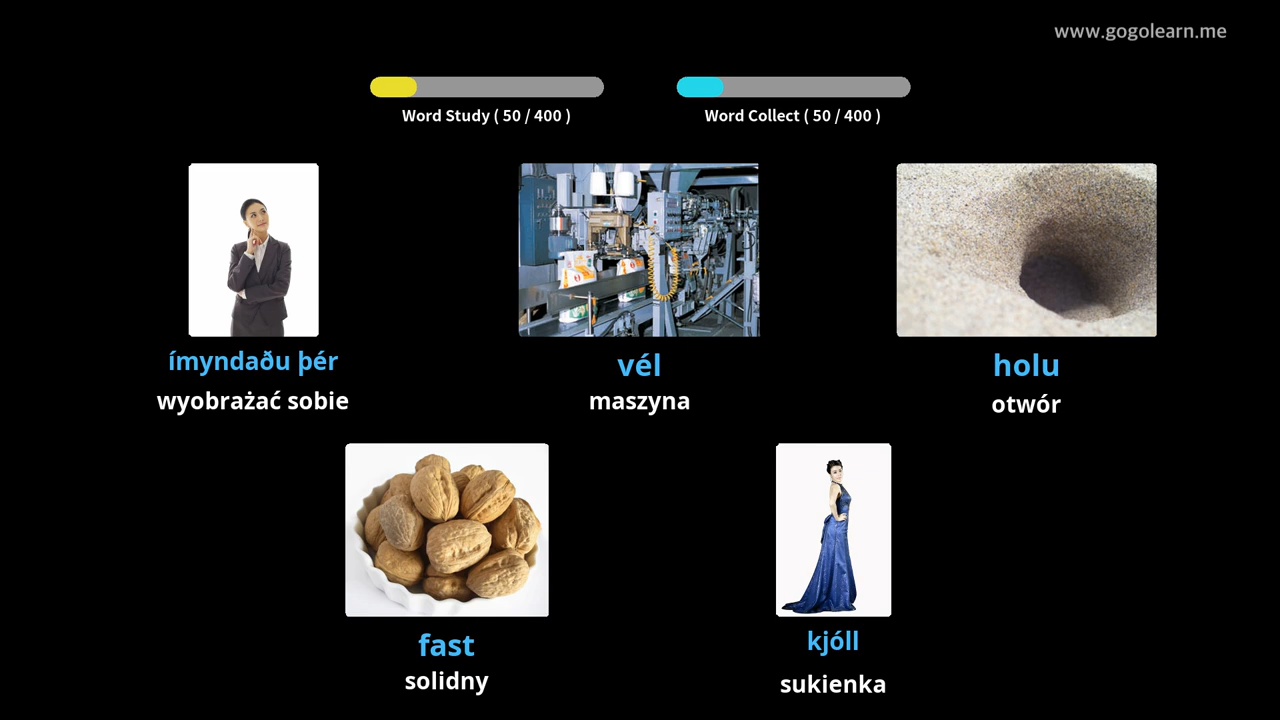 www.gogolearn.me
Word Study ( 50 / 400 )
Word Collect ( 50 / 400 )
ímyndaðu þér
wyobrażać sobie
vél
maszyna
holu
otwór
fast
solidny
kjóll
sukienka